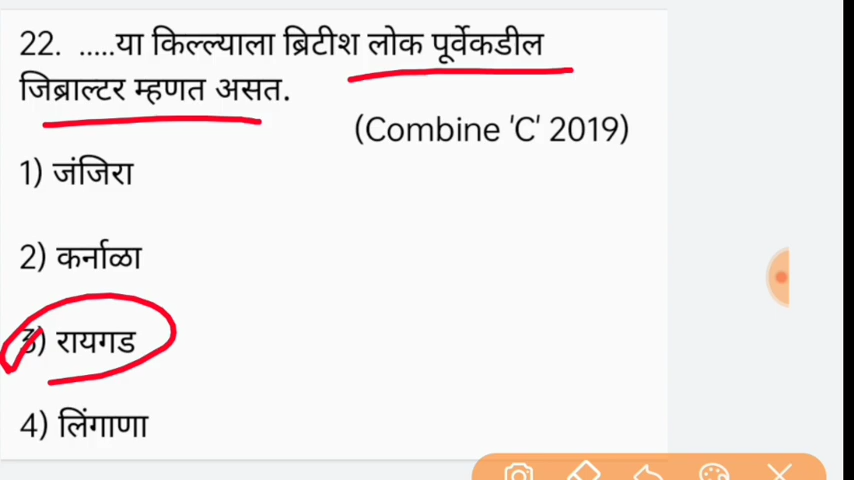 22. .....या किल्ल्याला ब्रिटीश लोक पूर्वेकडील
जिब्राल्टर म्हणत असत.
(Combine 'C' 2019)
1) जंजिरा
2) कर्नाळा
3) रायगड
4) लिंगाणा